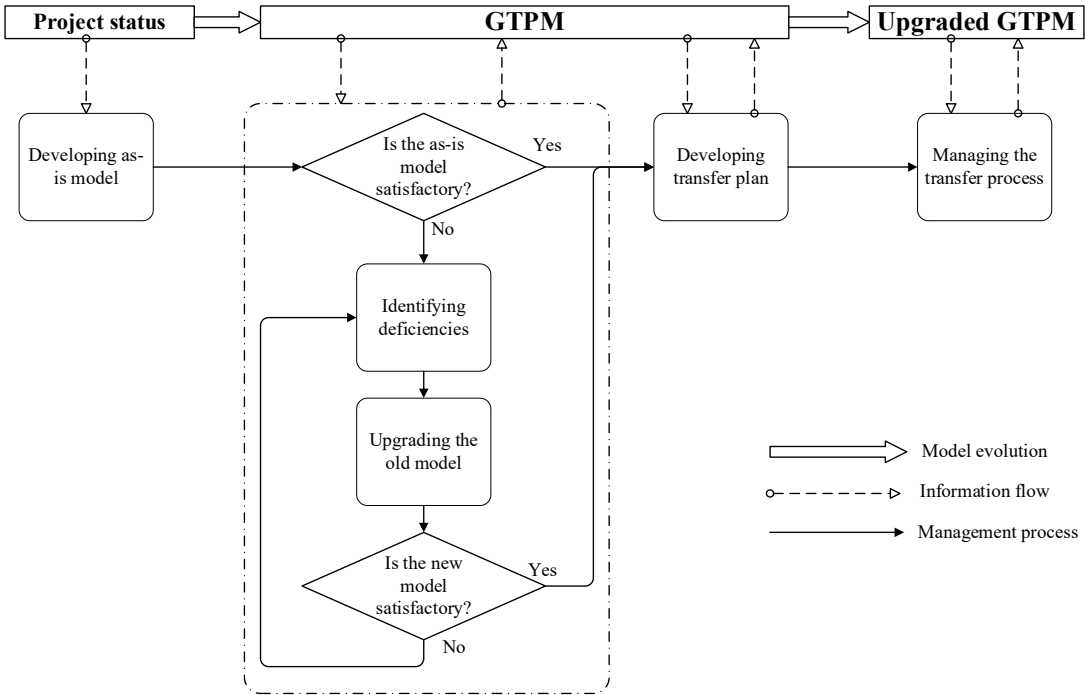 Project status
GTPM
Upgraded GTPM
Developing as-
is model
Is the as-is
model
satisfactory?
Yes
No
Developing
transfer plan
Managing the
transfer process
Identifying
deficiencies
Upgrading the
old model
Is the new
model
satisfactory?
Yes
No
Model evolution
Information flow
Management process